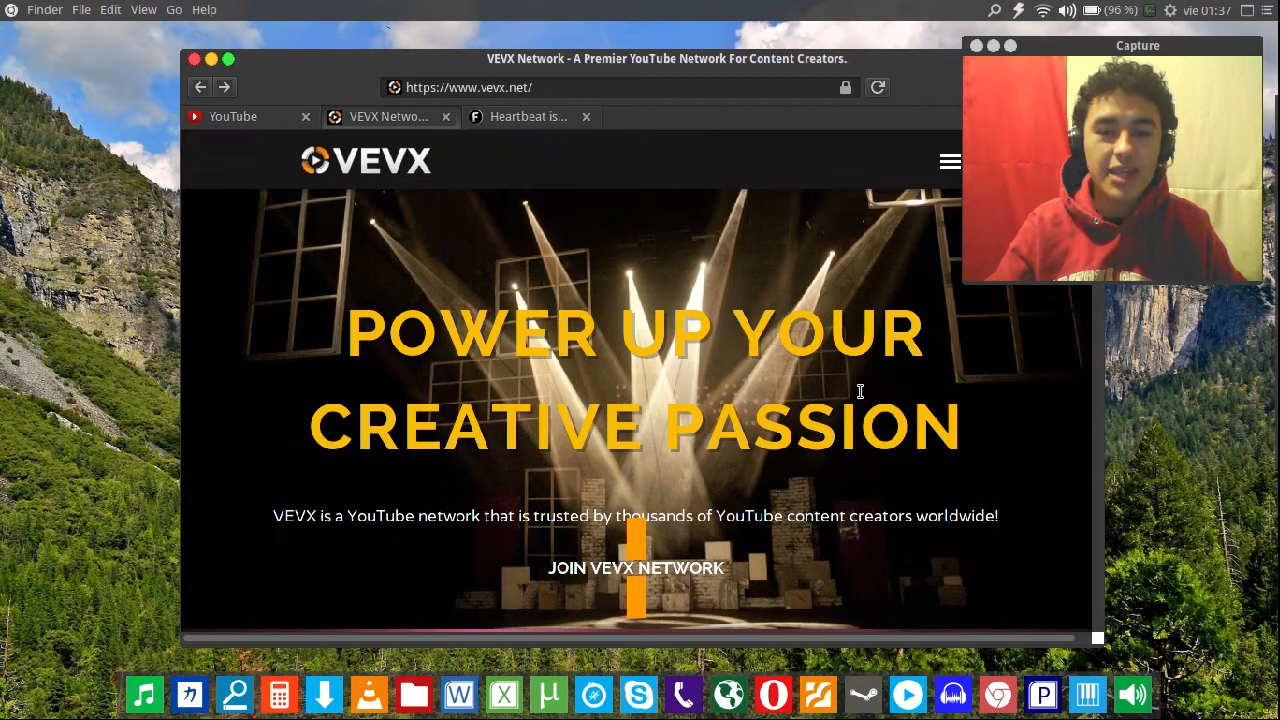 Finder File Edit View Go Help
(96 %) vie 01:37
Capture
VEVX Network - A Premier YouTube Network For Content Creators.
https://www.vevx.net/
YouTube
VEVX Netwo...
Heartbeat is...
VEVX
POWER UP YOUR
CREATIVE PASSION
VEVX is a YouTube network that is trusted by thousands of YouTube content creators worldwide!
JOIN VEVX NETWORK